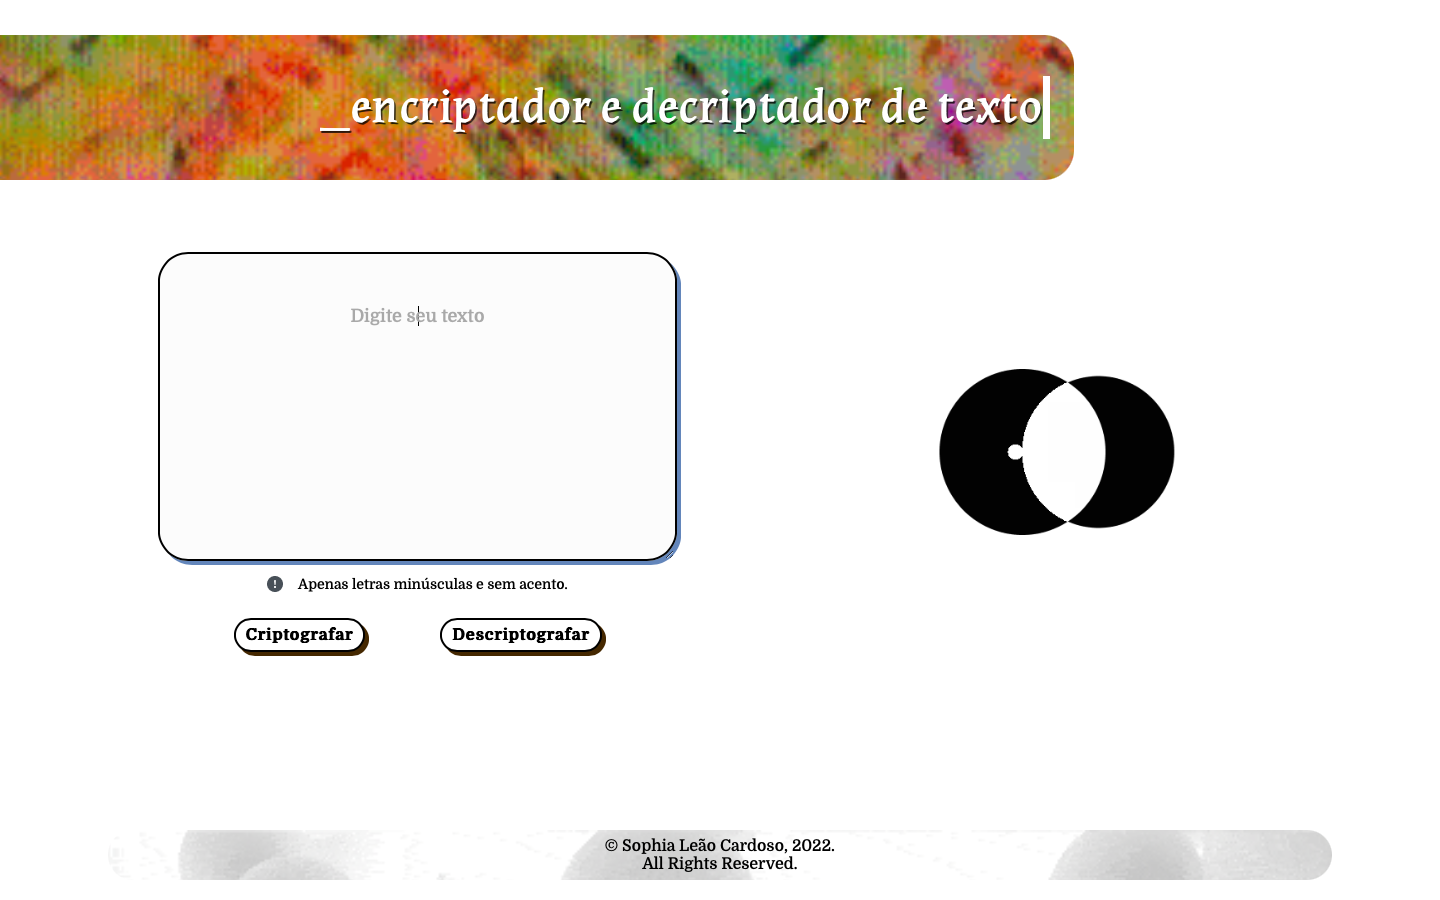 _encriptador e decriptador de texto
Digite seu texto
Apenas letras minúsculas e sem acento.
Criptografar
Descriptografar
© Sophia Leão Cardoso, 2022.
All Rights Reserved.